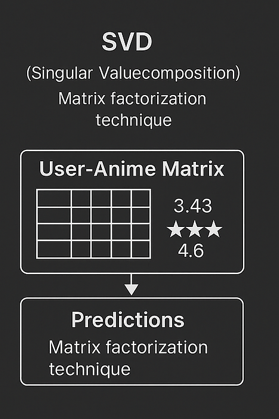 SVD
(Singular Valuecomposition)
Matrix factorization
technique
User-Anime Matrix
3.43
★★★
4.6
Predictions
Matrix factorization
technique